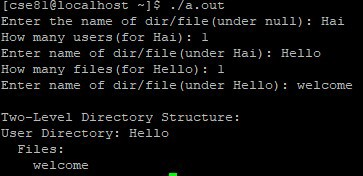 [cse81@localhost ~]$ ./a.out
Enter the name of dir/file(under null): Hai
How many users(for Hai): 1
Enter name of dir/file(under Hai): Hello
How many files(for Hello): 1
Enter name of dir/file(under Hello): welcome
Two-Level Directory Structure:
User Directory: Hello
Files:
welcome